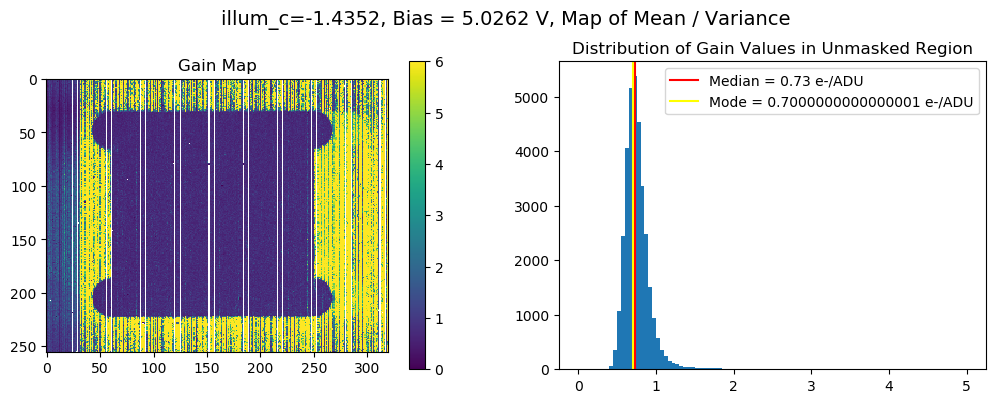 illum_c=-1.4352, Bias = 5.0262 V, Map of Mean / Variance
Gain Map
0
50
100
150
200
250
0 50 100 150 200 250 300
6
5
4
3
2
1
0
Distribution of Gain Values in Unmasked Region
Median = 0.73 e-/ADU
Mode = 0.7000000000000001 e-/ADU
5000
4000
3000
2000
1000
0
0 1 2 3 4 5